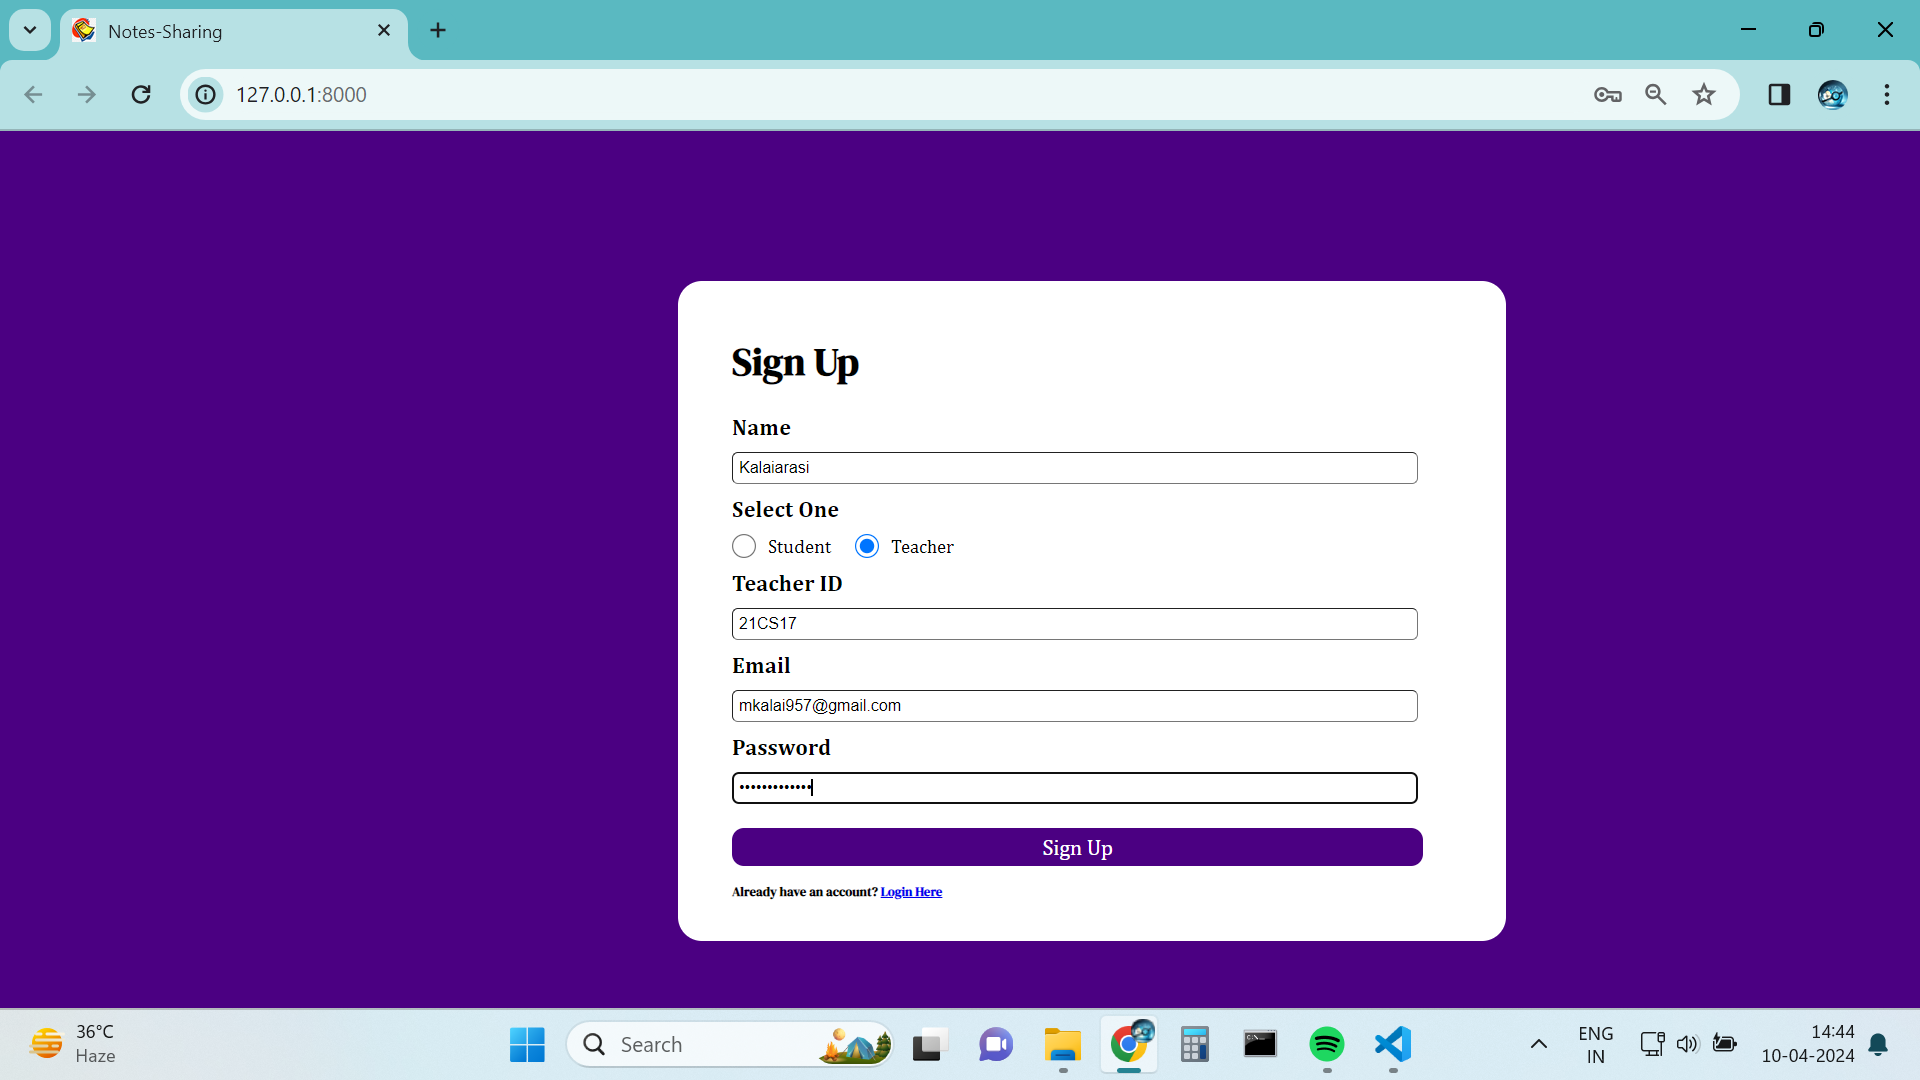 Notes-Sharing
127.0.0.1:8000
Sign Up
Name
Kalaiarasi
Select One
Student Teacher
Teacher ID
21CS17
Email
mkalai957@gmail.com
Password
•••••••••••••
Sign Up
Already have an account? Login Here
36°C
Haze
Search
ENG
IN
14:44
10-04-2024